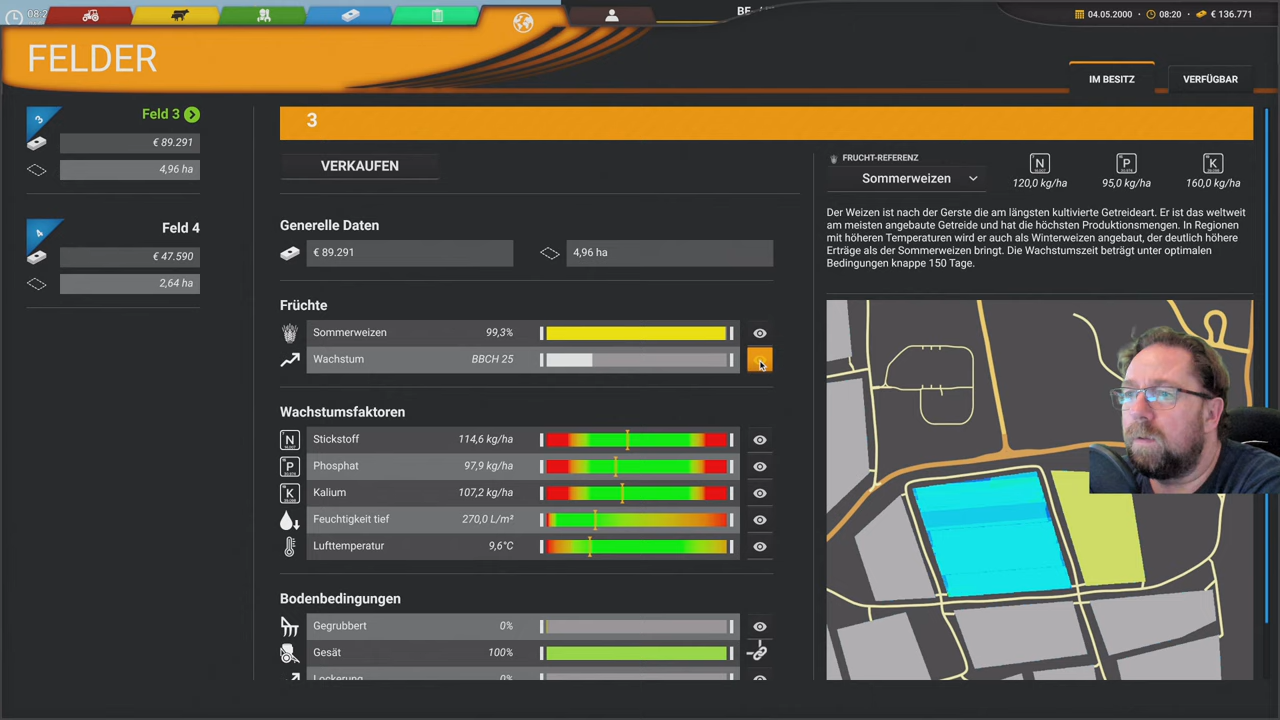 04.05.2000 • 08:20 • € 136.771
FELDER
IM BESITZ
VERFÜGBAR
3
Feld 3
€ 89.291
4,96 ha
4
Feld 4
€ 47.590
2,64 ha
3
VERKAUFEN
Generelle Daten
€ 89.291
4,96 ha
Früchte
Sommerweizen 99,3%
Wachstum BBCH 25
Wachstumsfaktoren
N Stickstoff 114,6 kg/ha
P Phosphat 97,9 kg/ha
K Kalium 107,2 kg/ha
Feuchtigkeit tief 270,0 L/m²
Lufttemperatur 9,6°C
Bodenbedingungen
Gegrubbert 0%
Gesät 100%
Lockerung 0%
FRUCHT-REFERENZ
Sommerweizen
N P K
120,0 kg/ha 95,0 kg/ha 160,0 kg/ha
Der Weizen ist nach der Gerste die am längsten kultivierte Getreideart. Er ist das weltweit
am meisten angebaute Getreide und hat die höchsten Produktionsmengen. In Regionen
mit höheren Temperaturen wird er auch als Winterweizen angebaut, der deutlich höhere
Erträge als der Sommerweizen bringt. Die Wachstumszeit beträgt unter optimalen
Bedingungen knappe 150 Tage.